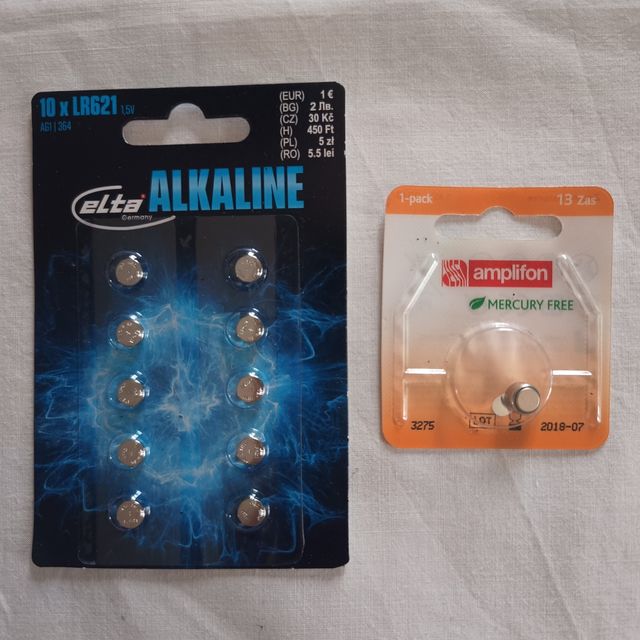 10 x LR621 1,5V
AG1 | 364
(EUR) 1 €
(BG) 2 Лв.
(CZ) 30 Kč
(H) 450 Ft
(PL) 5 zł
(RO) 5.5 lei
elta®
Germany
ALKALINE
1-pack
13 Zas
amplifon
MERCURY FREE
3275
LOT
2018-07